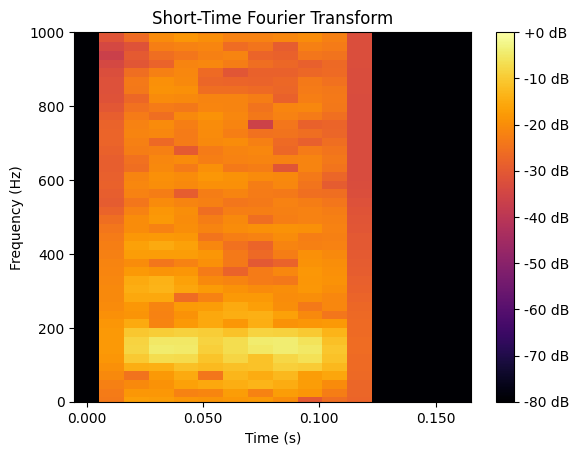 Short-Time Fourier Transform
1000
800
600
400
200
0
Frequency (Hz)
0.000
0.050
0.100
0.150
Time (s)
+0 dB
-10 dB
-20 dB
-30 dB
-40 dB
-50 dB
-60 dB
-70 dB
-80 dB